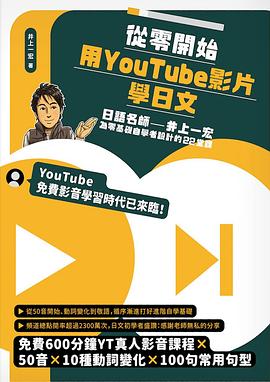 從零開始
用YouTube影片
學日文
井上一宏 著
日語名師——井上一宏
為零基礎自學者設計的22堂課
YouTube
免費影音學習時代已來臨！
▶ 從50音開始、動詞變化到敬語，循序漸進打好進階自學基礎
▶ 頻道總點閱率超過2300萬次，日文初學者盛讚：感謝老師無私的分享
免費600分鐘YT真人影音課程×
50音×10種動詞變化×100句常用句型